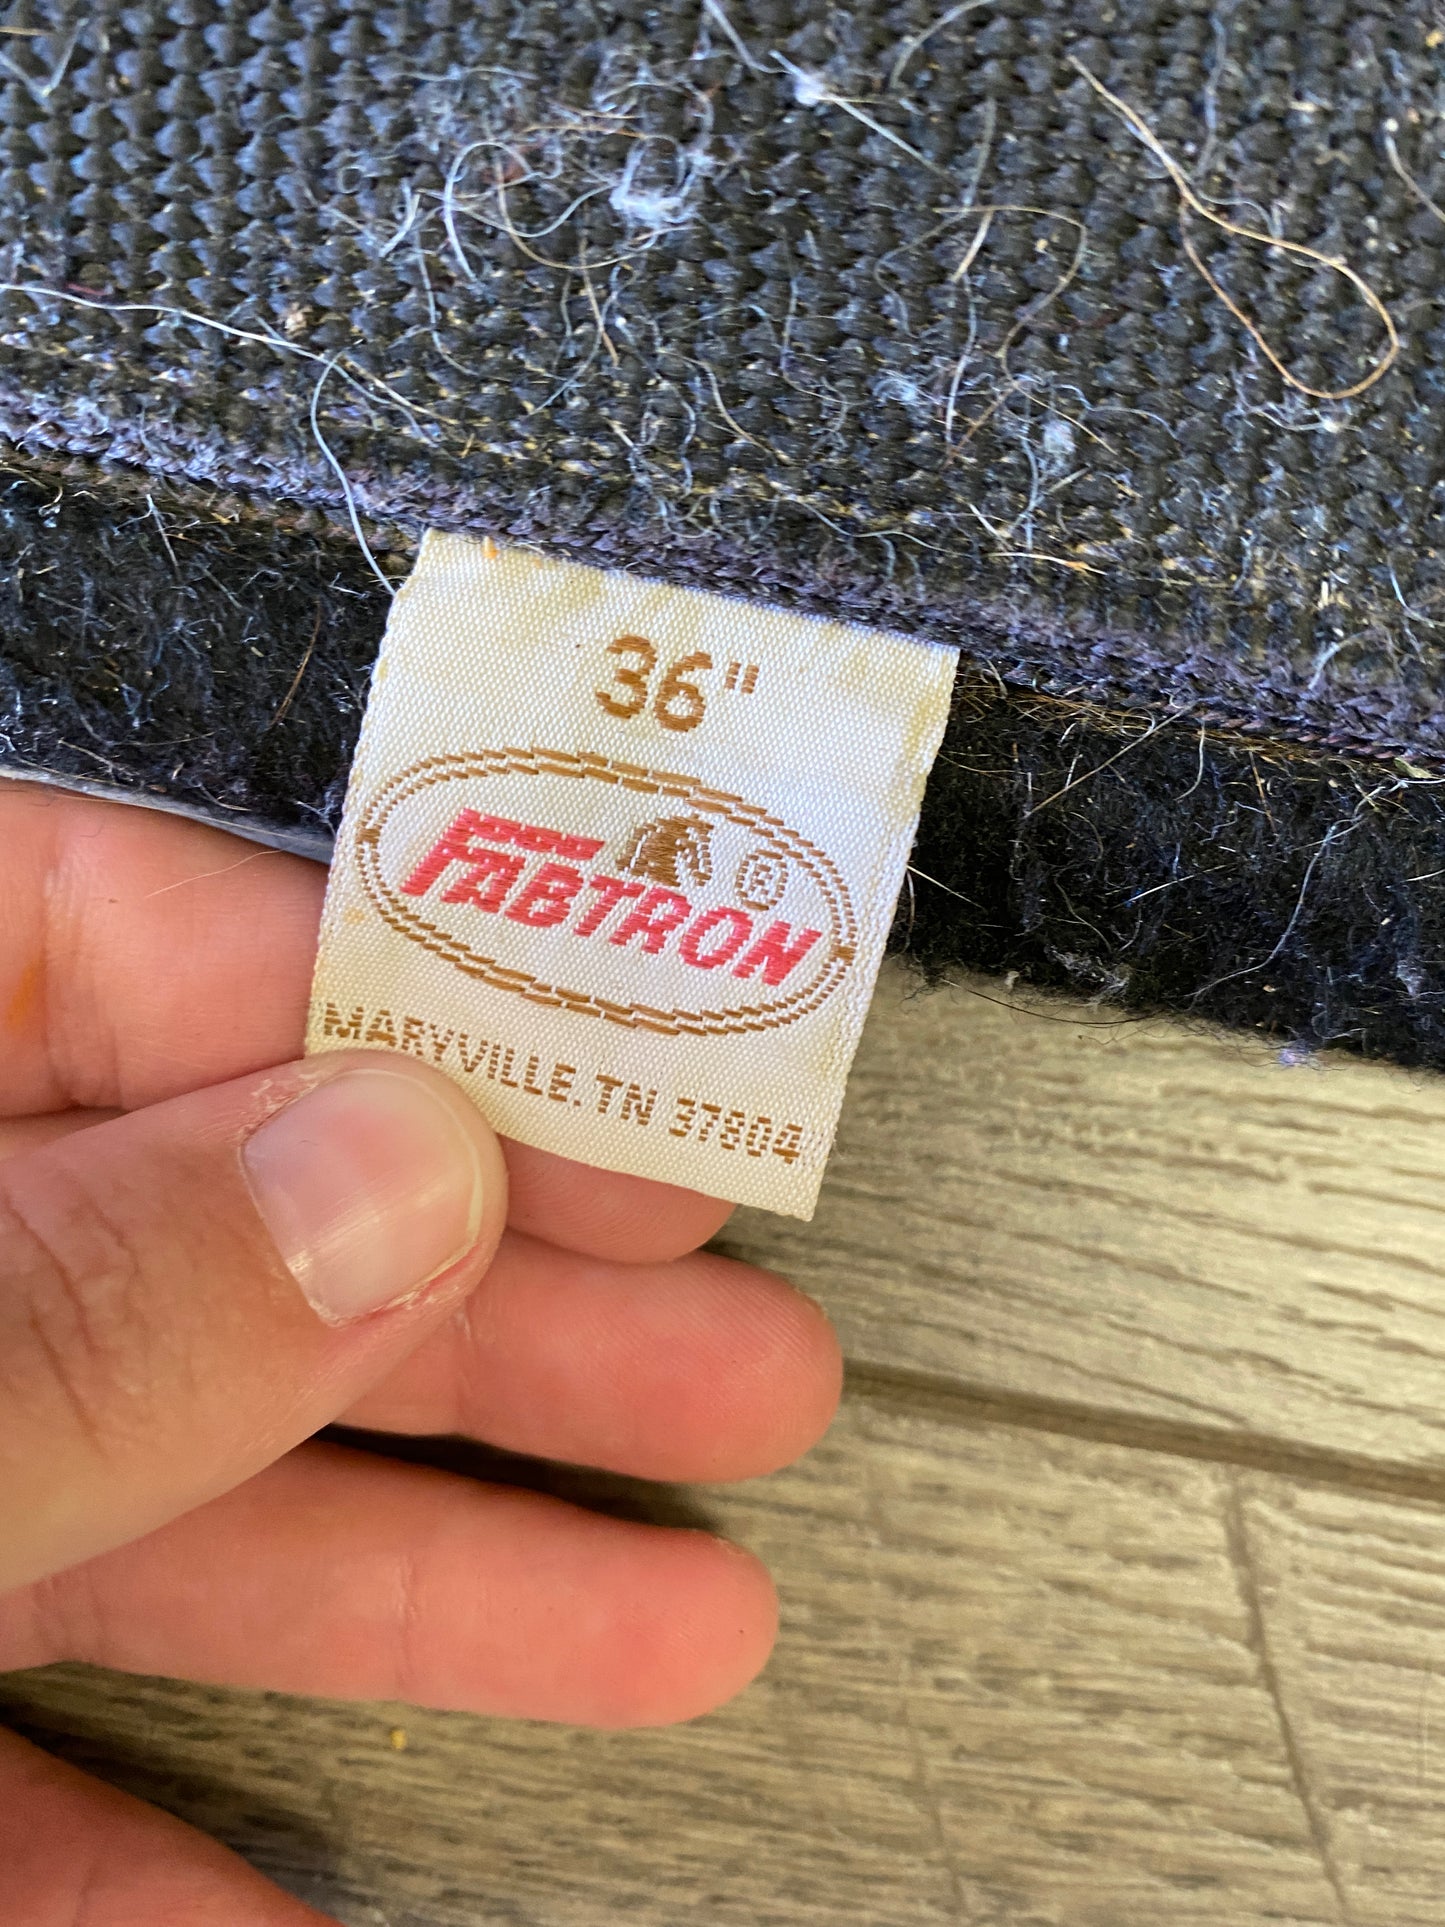 36"
FABTRON ®
MARYVILLE, TN 37804